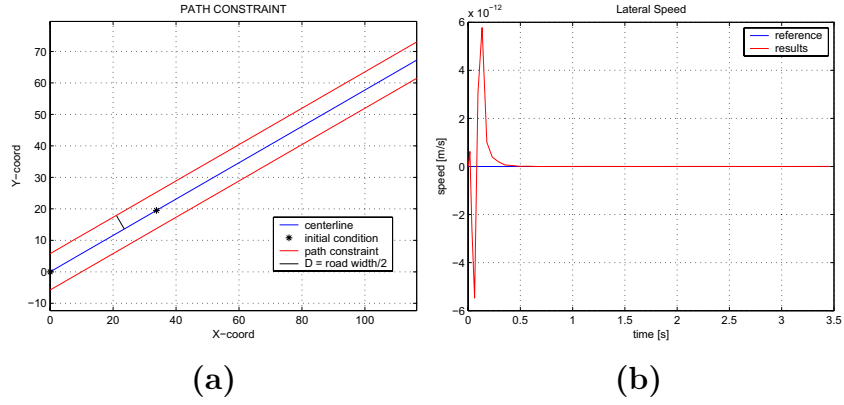 PATH CONSTRAINT
70
60
50
40
30
20
10
0
−10
0
20
40
60
80
100
X−coord
Y−coord
centerline
initial condition
path constraint
D = road width/2
(a)
x 10−12
Lateral Speed
6
4
2
0
−2
−4
−6
0
0.5
1
1.5
2
2.5
3
3.5
time [s]
speed [m/s]
reference
results
(b)